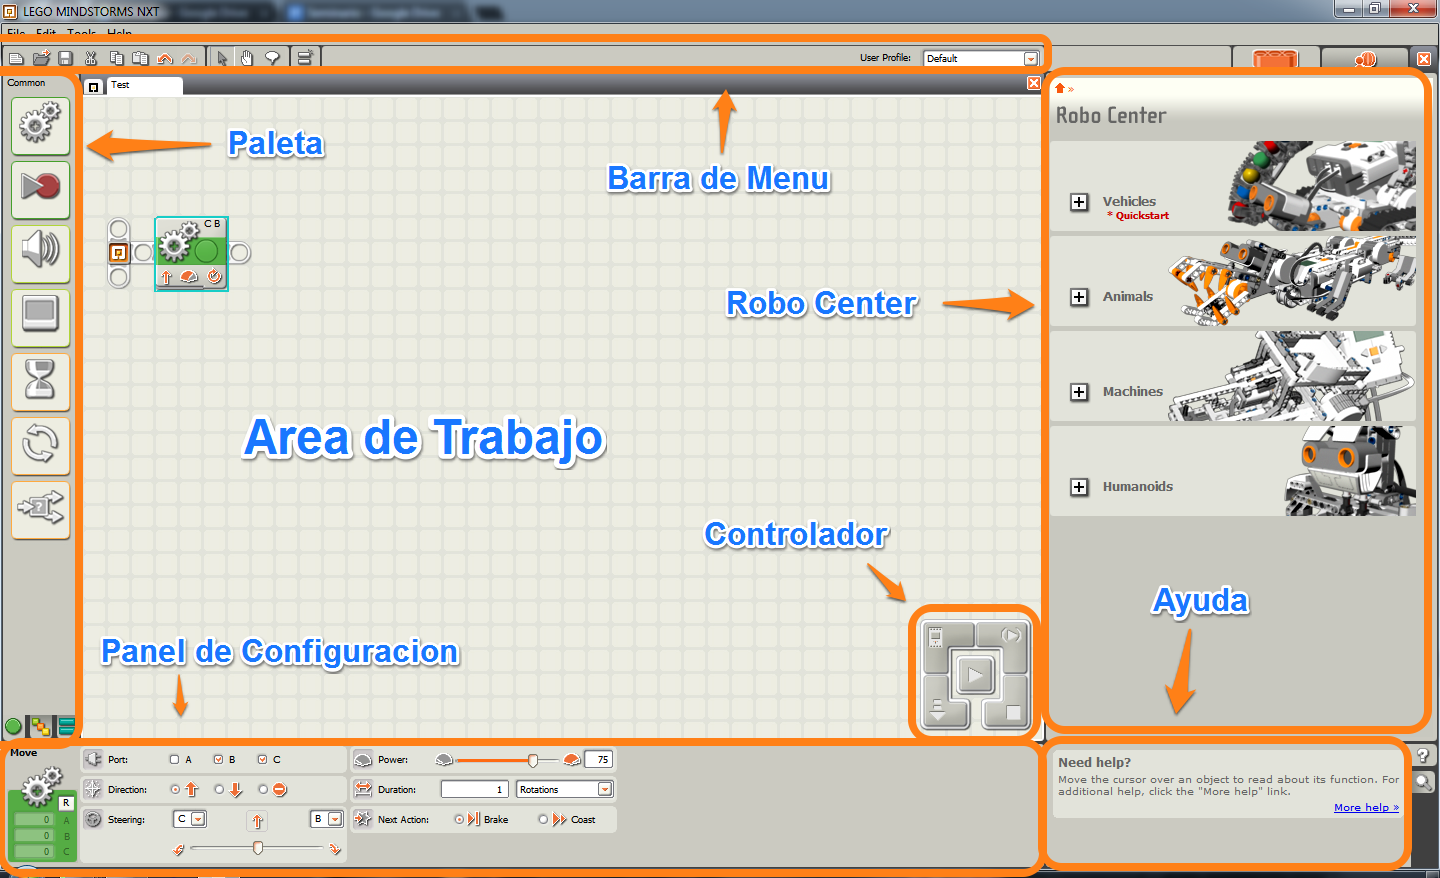 LEGO MINDSTORMS NXT
File Edit Tools Help
User Profile: Default
Common
Test
Paleta
Barra de Menu
Robo Center
Vehicles
* Quickstart
C B
Robo Center
Animals
Machines
Area de Trabajo
Humanoids
Controlador
Ayuda
Panel de Configuracion
Move
Port: A B C
Power: 75
Direction:
Duration: 1 Rotations
R
Steering: C B
Next Action: Brake Coast
0 A
0 B
0 C
Need help?
Move the cursor over an object to read about its function. For
additional help, click the "More help" link.
More help »